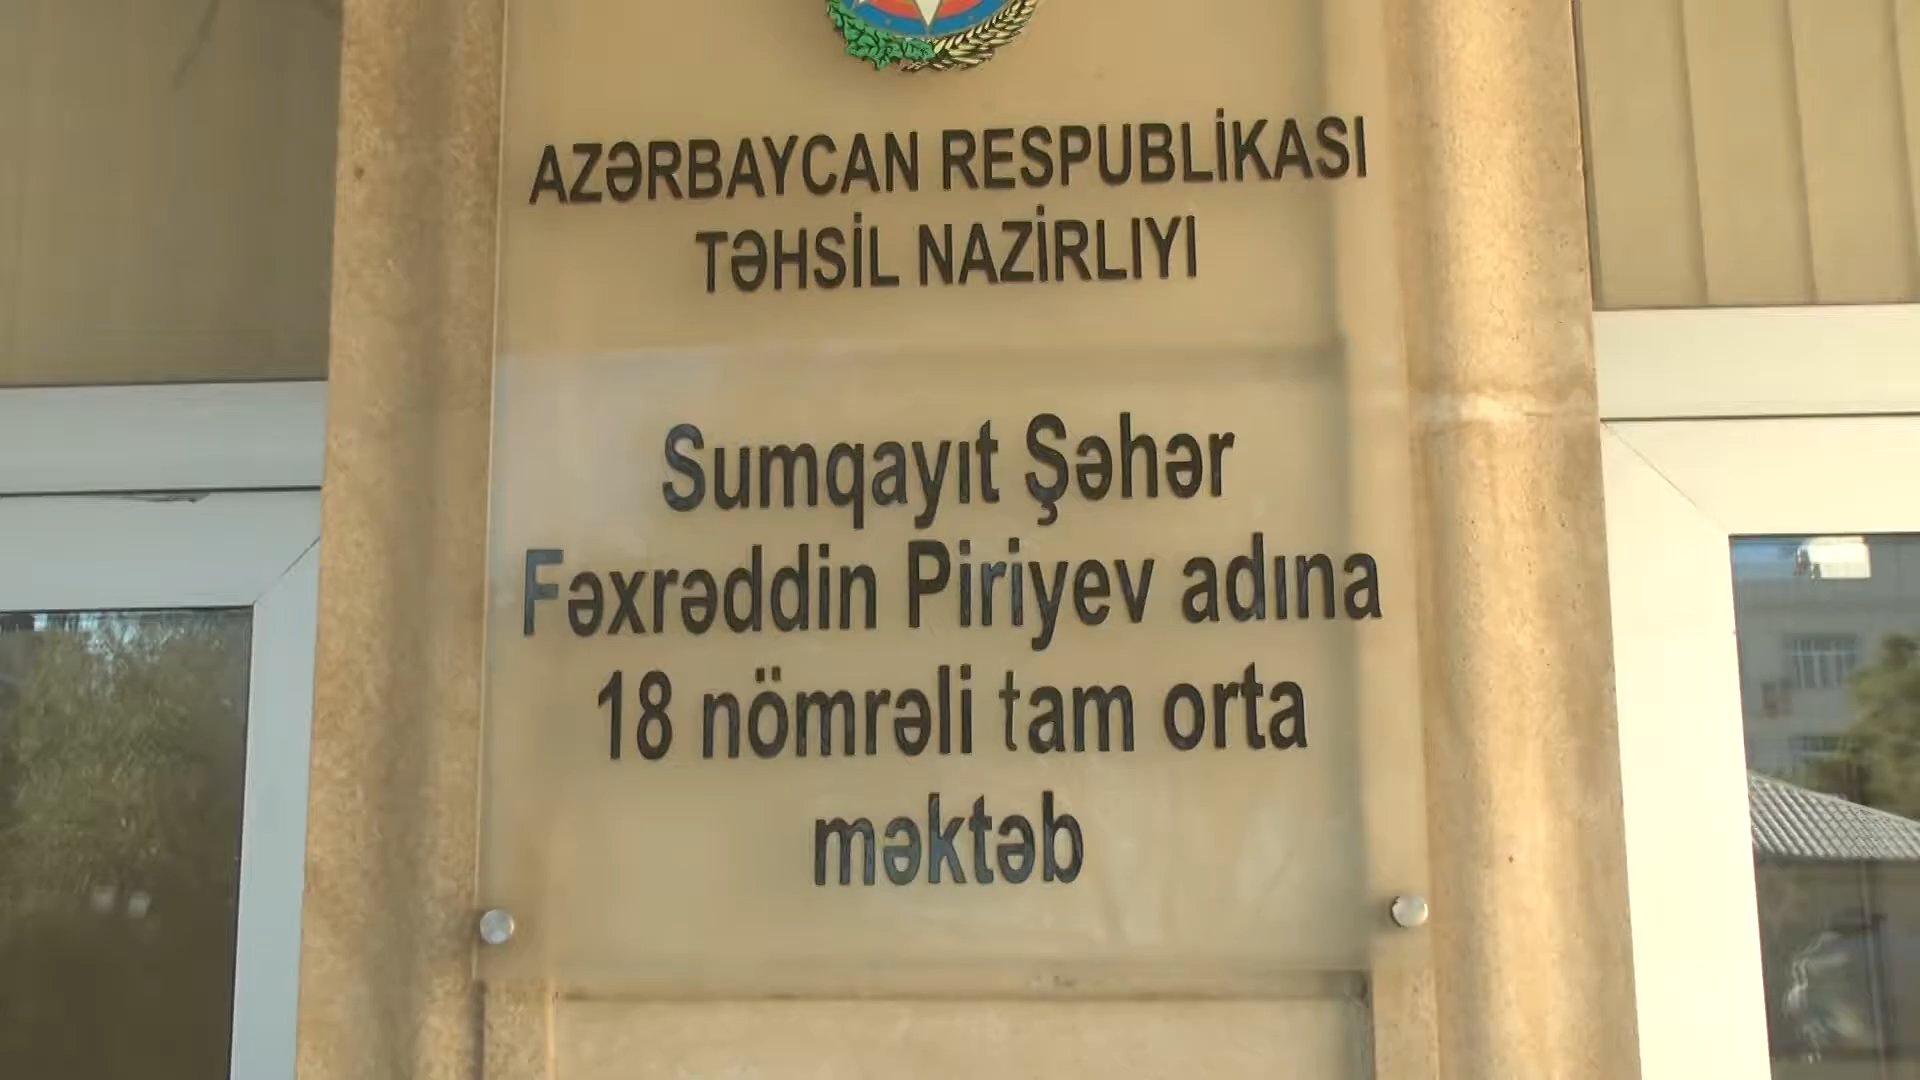 AZƏRBAYCAN RESPUBLİKASI
TƏHSİL NAZİRLIYI
Sumqayıt Şəhər
Fəxrəddin Piriyev adına
18 nömrəli tam orta
məktəb